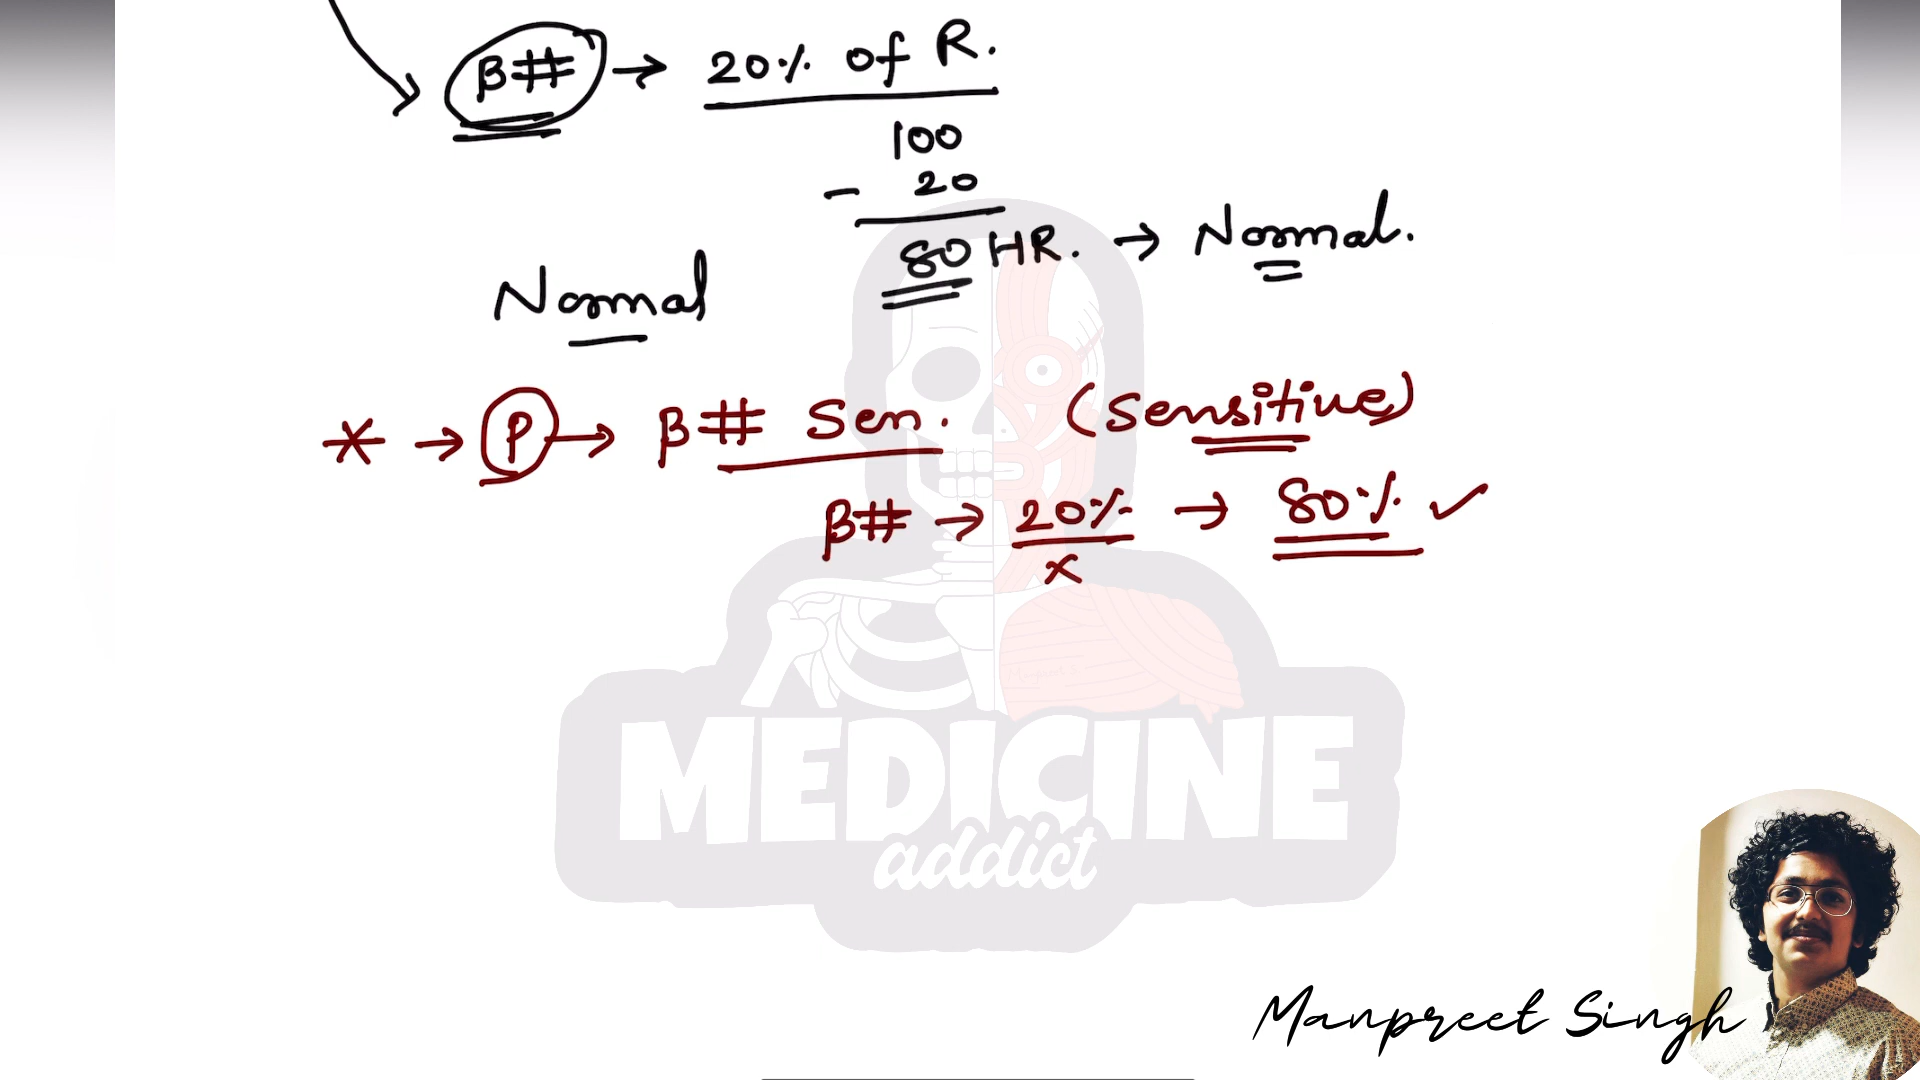 β# → 20% of R.
100
- 20
80 HR. → Normal.
Normal
* → P → β# Sen. (Sensitive)
β# → 20% → 80% ✓
x
MEDICINE
addict
Manpreet Singh